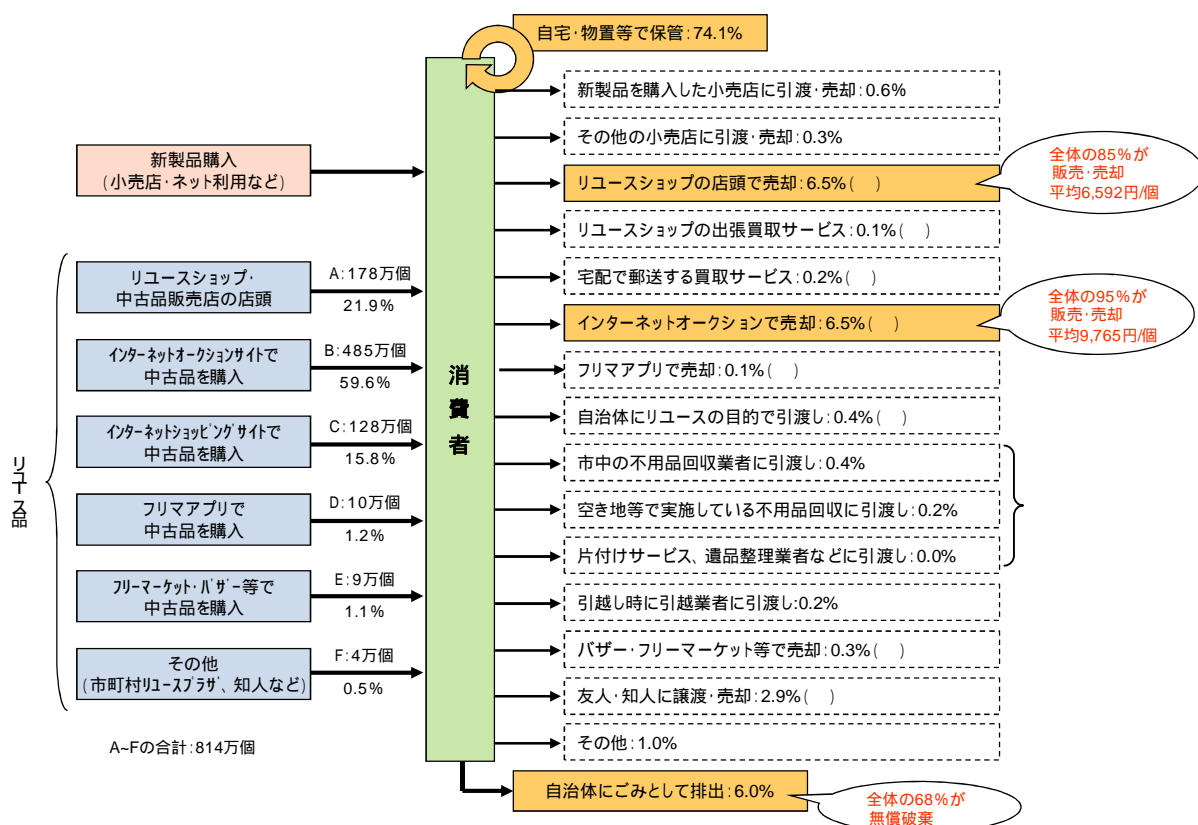 自宅・物置等で保管:74.1%
新製品を購入した小売店に引渡・売却:0.6%
その他の小売店に引渡・売却:0.3%
新製品購入
(小売店・ネット利用など)
リユースショップの店頭で売却:6.5%( )
全体の85%が
販売・売却
平均6,592円/個
リユースショップの出張買取サービス:0.1%( )
リユース品
リユースショップ・
中古品販売店の店頭
A:178万個
21.9%
宅配で郵送する買取サービス:0.2%( )
インターネットオークションで売却:6.5%( )
全体の95%が
販売・売却
平均9,765円/個
インターネットオークションサイトで
中古品を購入
B:485万個
59.6%
消費者
フリマアプリで売却:0.1%( )
自治体にリユースの目的で引渡し:0.4%( )
インターネットショッピングサイトで
中古品を購入
C:128万個
15.8%
市中の不用品回収業者に引渡し:0.4%
空き地等で実施している不用品回収に引渡し:0.2%
片付けサービス、遺品整理業者などに引渡し:0.0%
フリマアプリで
中古品を購入
D:10万個
1.2%
フリーマーケット・バザー等で
中古品を購入
E:9万個
1.1%
引越し時に引越業者に引渡し:0.2%
バザー・フリーマーケット等で売却:0.3%( )
その他
(市町村リユースプラザ、知人など)
F:4万個
0.5%
友人・知人に譲渡・売却:2.9%( )
その他:1.0%
A~Fの合計:814万個
自治体にごみとして排出:6.0%
全体の68%が
無償破棄